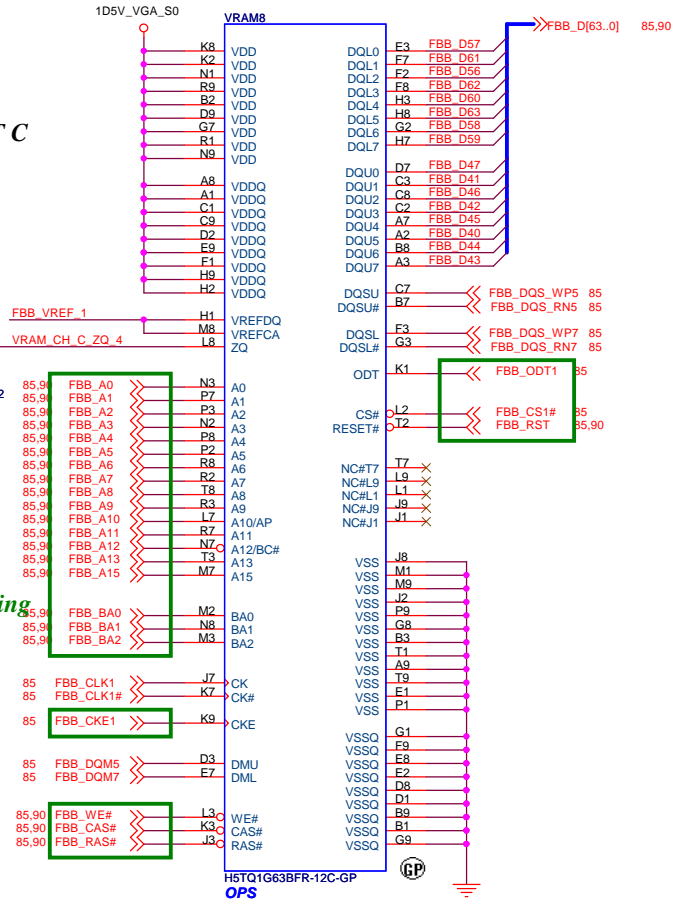 1D5V_VGA_S0 VRAM8 FBB_D[63..0] 85,90
K8 VDD DQL0 E3 FBB_D57
K2 VDD DQL1 F7 FBB_D61
N1 VDD DQL2 F2 FBB_D56
R9 VDD DQL3 F8 FBB_D62
B2 VDD DQL4 H3 FBB_D60
D9 VDD DQL5 H8 FBB_D63
T C G7 VDD DQL6 G2 FBB_D58
R1 VDD DQL7 H7 FBB_D59
N9 VDD
DQU0 D7 FBB_D47
A8 VDDQ DQU1 C3 FBB_D41
A1 VDDQ DQU2 C8 FBB_D46
C1 VDDQ DQU3 C2 FBB_D42
C9 VDDQ DQU4 A7 FBB_D45
D2 VDDQ DQU5 A2 FBB_D40
E9 VDDQ DQU6 B8 FBB_D44
F1 VDDQ DQU7 A3 FBB_D43
H9 VDDQ
H2 VDDQ DQSU C7 FBB_DQS_WP5 85
DQSU# B7 FBB_DQS_RN5 85
FBB_VREF_1 H1 VREFDQ
M8 VREFCA DQSL F3 FBB_DQS_WP7 85
VRAM_CH_C_ZQ_4 L8 ZQ DQSL# G3 FBB_DQS_RN7 85
ODT K1 FBB_ODT1 85
85,90 FBB_A0 N3 A0
2 85,90 FBB_A1 P7 A1
85,90 FBB_A2 P3 A2 CS# L2 FBB_CS1# 85
85,90 FBB_A3 N2 A3 RESET# T2 FBB_RST 85,90
85,90 FBB_A4 P8 A4
85,90 FBB_A5 P2 A5
85,90 FBB_A6 R8 A6 NC#T7 T7
85,90 FBB_A7 R2 A7 NC#L9 L9
85,90 FBB_A8 T8 A8 NC#L1 L1
85,90 FBB_A9 R3 A9 NC#J9 J9
85,90 FBB_A10 L7 A10/AP NC#J1 J1
85,90 FBB_A11 R7 A11
85,90 FBB_A12 N7 A12/BC#
85,90 FBB_A13 T3 A13 VSS J8
85,90 FBB_A15 M7 A15 VSS M1
VSS M9
VSS J2
ing 85,90 FBB_BA0 M2 BA0 VSS P9
85,90 FBB_BA1 N8 BA1 VSS G8
85,90 FBB_BA2 M3 BA2 VSS B3
VSS T1
VSS A9
85 FBB_CLK1 J7 CK VSS T9
85 FBB_CLK1# K7 CK# VSS E1
VSS P1
85 FBB_CKE1 K9 CKE
VSSQ G1
VSSQ F9
85 FBB_DQM5 D3 DMU VSSQ E8
85 FBB_DQM7 E7 DML VSSQ E2
VSSQ D8
VSSQ D1
85,90 FBB_WE# L3 WE# VSSQ B9
85,90 FBB_CAS# K3 CAS# VSSQ B1
85,90 FBB_RAS# J3 RAS# VSSQ G9
H5TQ1G63BFR-12C-GP GP
OPS